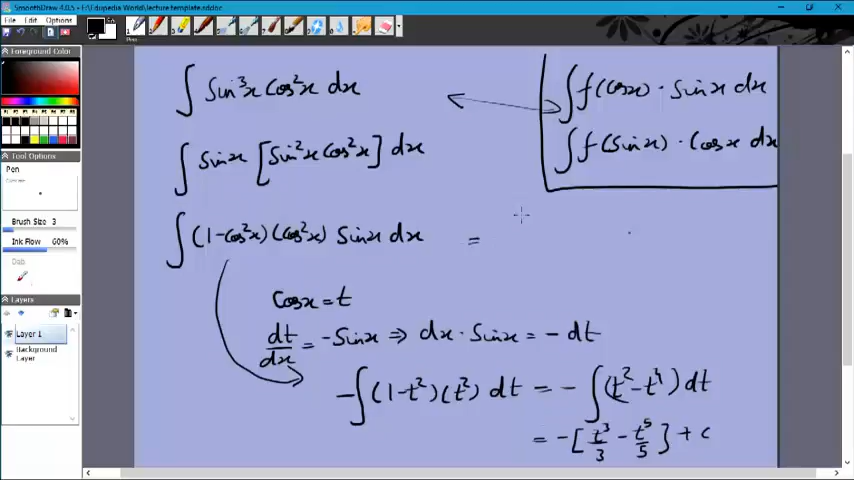 SmoothDraw 4.0.5 - E:\Edupedia World\lecture template.nddoc
File Edit Options
Foreground Color
Tool Options
Pen
Brush Size 3
Ink Flow 60%
Dab
Layers
Layer 1
Background Layer
∫ Sin³x Cos²x dx
∫ f(cosx) · Sinx dx
∫ Sinx [Sin²x Cos²x] dx
∫ f(Sinx) · Cosx dx
∫ (1-Cos²x)(Cos²x) Sinx dx =
Cosx = t
dt/dx = -Sinx ⇒ dx · Sinx = - dt
-∫ (1-t²)(t²) dt = - ∫ (t² - t⁴) dt
= - [t³/3 - t⁵/5] + c